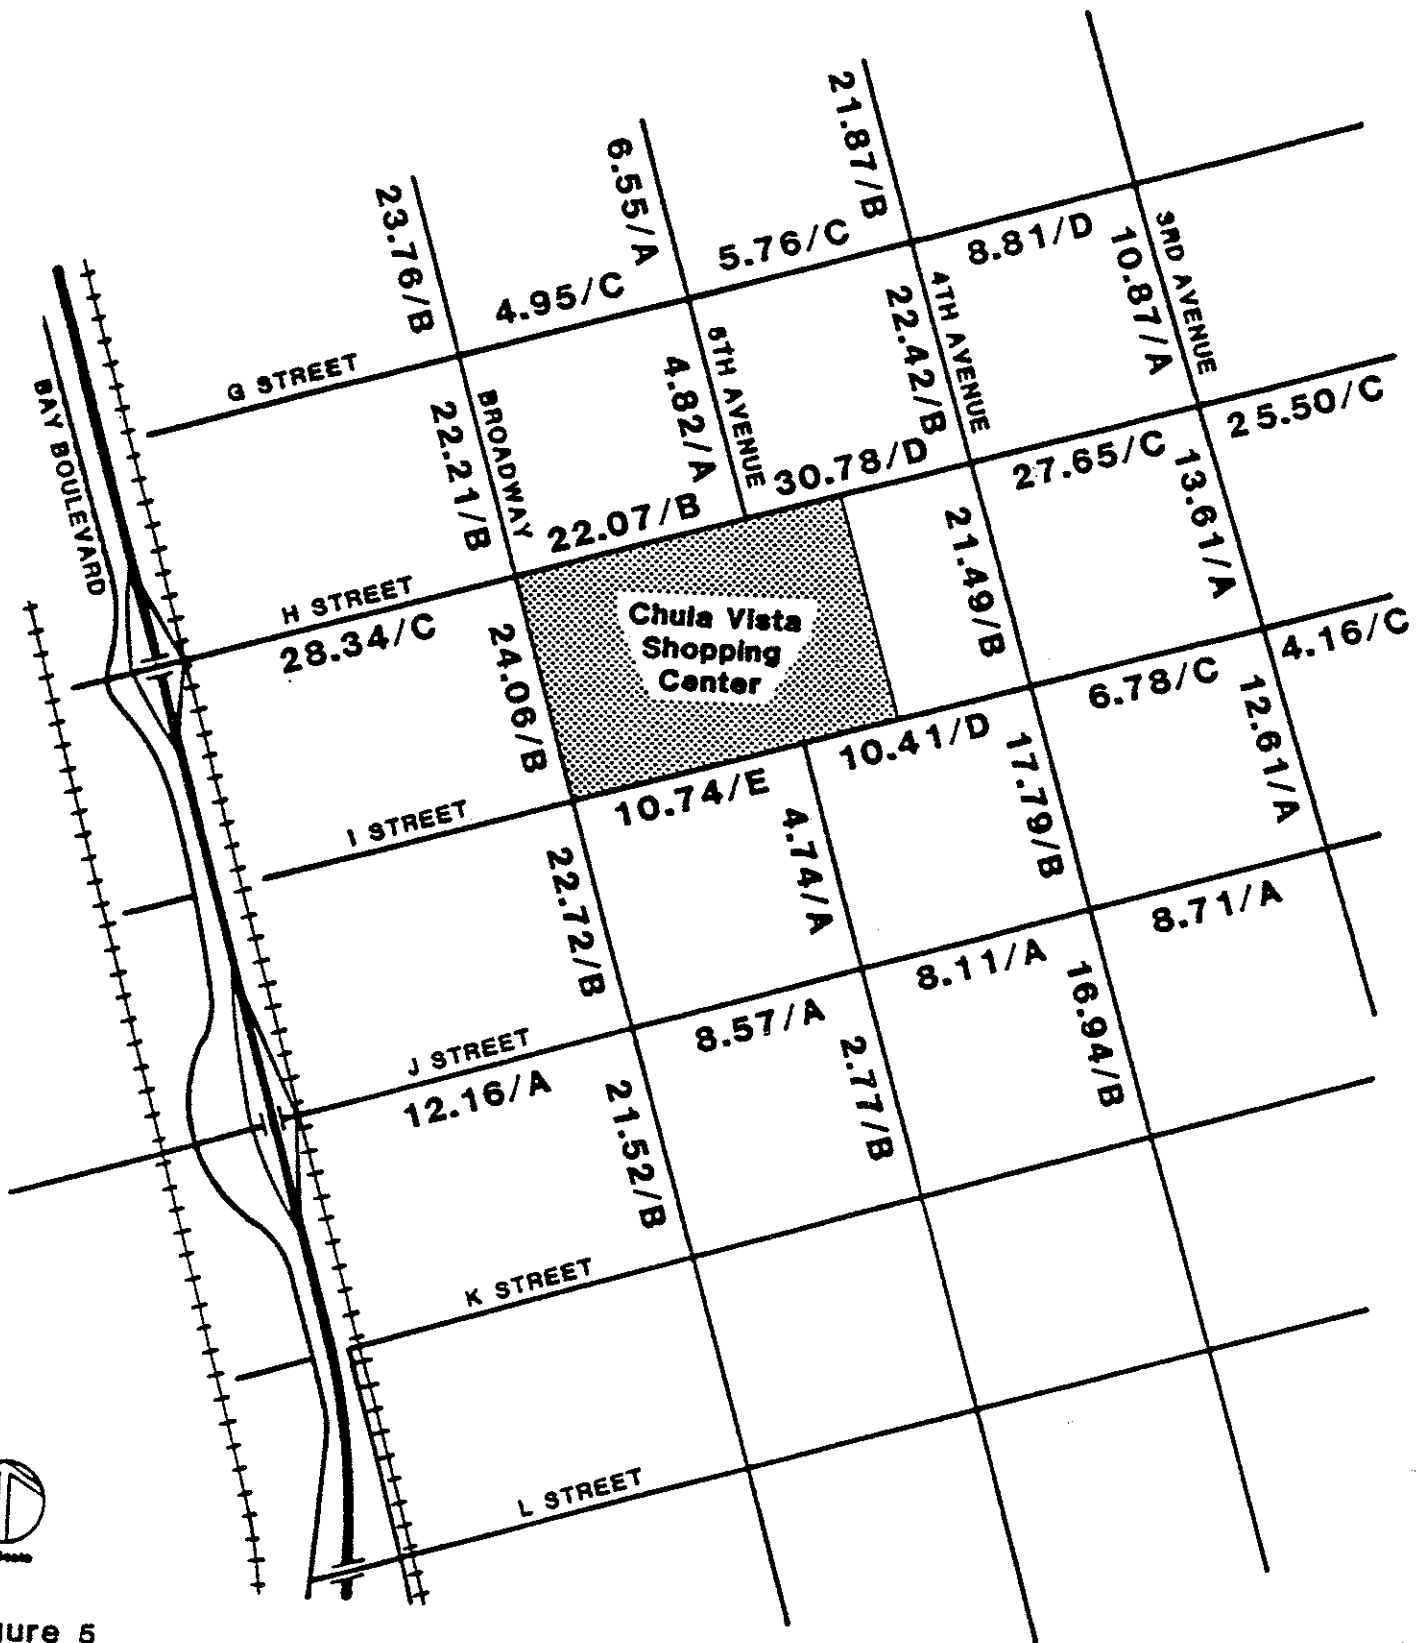 21.87/B
6.55/A
23.76/B
5.76/C
8.81/D
3RD AVENUE
10.87/A
4.95/C
4TH AVENUE
22.42/B
5TH AVENUE
4.82/A
G STREET
BROADWAY
22.21/B
BAY BOULEVARD
25.50/C
27.65/C
30.78/D
22.07/B
13.61/A
21.49/B
H STREET
28.34/C
24.06/B
Chula Vista
Shopping
Center
4.16/C
6.78/C
12.61/A
10.41/D
17.79/B
10.74/E
4.74/A
I STREET
22.72/B
8.71/A
8.11/A
16.94/B
8.57/A
2.77/B
J STREET
12.16/A
21.52/B
K STREET
L STREET
gure 5